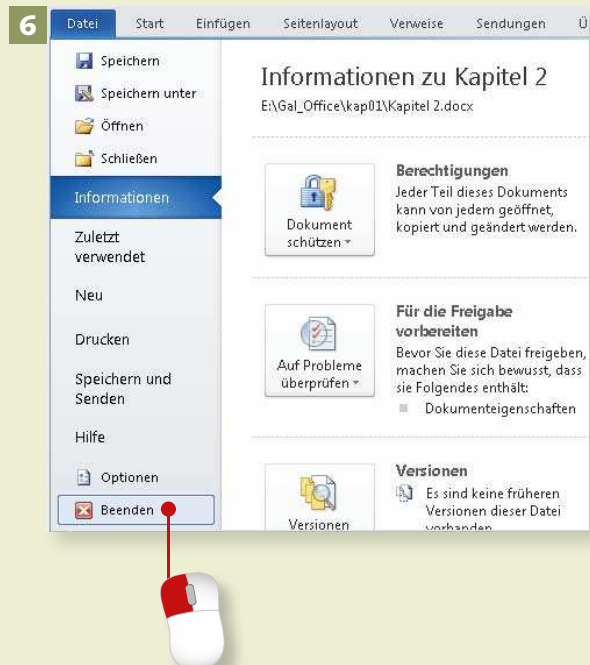 6
Datei Start Einfügen Seitenlayout Verweise Sendungen Ü
Speichern
Speichern unter
Öffnen
Schließen
Informationen
Zuletzt
verwendet
Neu
Drucken
Speichern und
Senden
Hilfe
Optionen
Beenden
Informationen zu Kapitel 2
E:\Gal_Office\kap01\Kapitel 2.docx
Dokument
schützen
Berechtigungen
Jeder Teil dieses Dokuments
kann von jedem geöffnet,
kopiert und geändert werden.
Auf Probleme
überprüfen
Für die Freigabe
vorbereiten
Bevor Sie diese Datei freigeben,
machen Sie sich bewusst, dass
sie Folgendes enthält:
Dokumenteigenschaften
Versionen
Versionen
Es sind keine früheren
Versionen dieser Datei
vorhanden